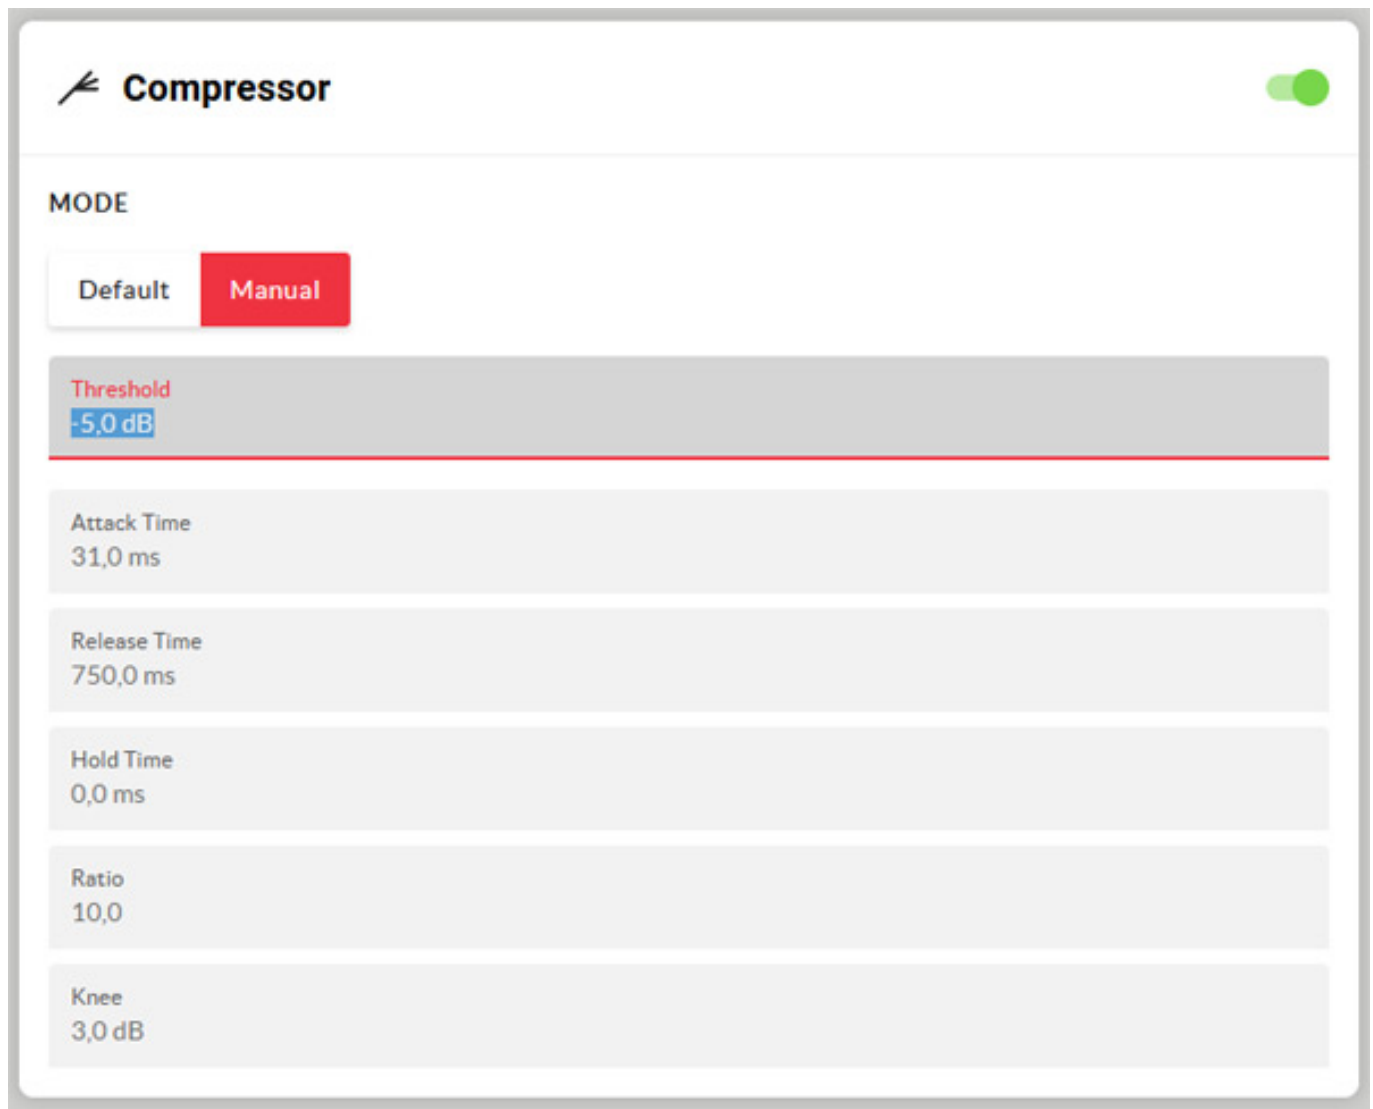 Compressor
MODE
Default Manual
Threshold
-5,0 dB
Attack Time
31,0 ms
Release Time
750,0 ms
Hold Time
0,0 ms
Ratio
10,0
Knee
3,0 dB